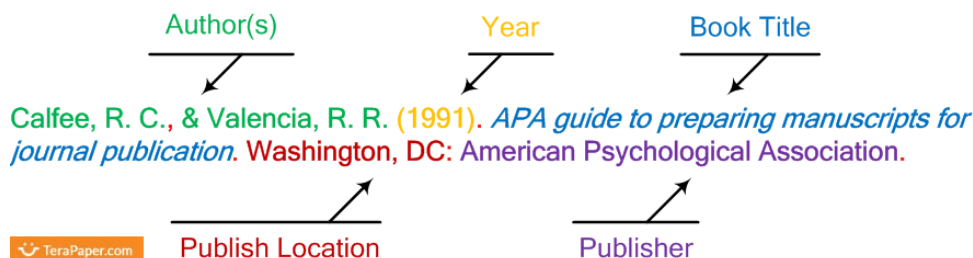 Author(s) Year Book Title
Calfee, R. C., & Valencia, R. R. (1991). APA guide to preparing manuscripts for
journal publication. Washington, DC: American Psychological Association.
TeraPaper.com Publish Location Publisher